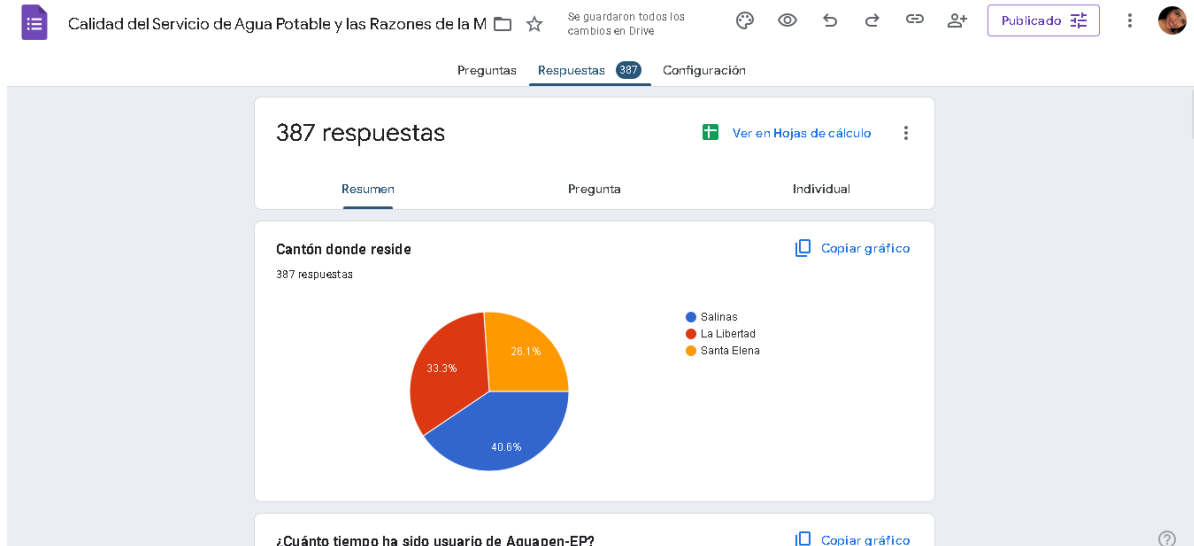 Calidad del Servicio de Agua Potable y las Razones de la M
Se guardaron todos los
cambios en Drive
Publicado
Preguntas
Respuestas 387
Configuración
387 respuestas
Ver en Hojas de cálculo
Resumen
Pregunta
Individual
Cantón donde reside
Copiar gráfico
387 respuestas
Salinas
La Libertad
Santa Elena
26.1%
33.3%
40.6%
¿Cuánto tiempo ha sido usuario de Aguapen-EP?
Copiar gráfico